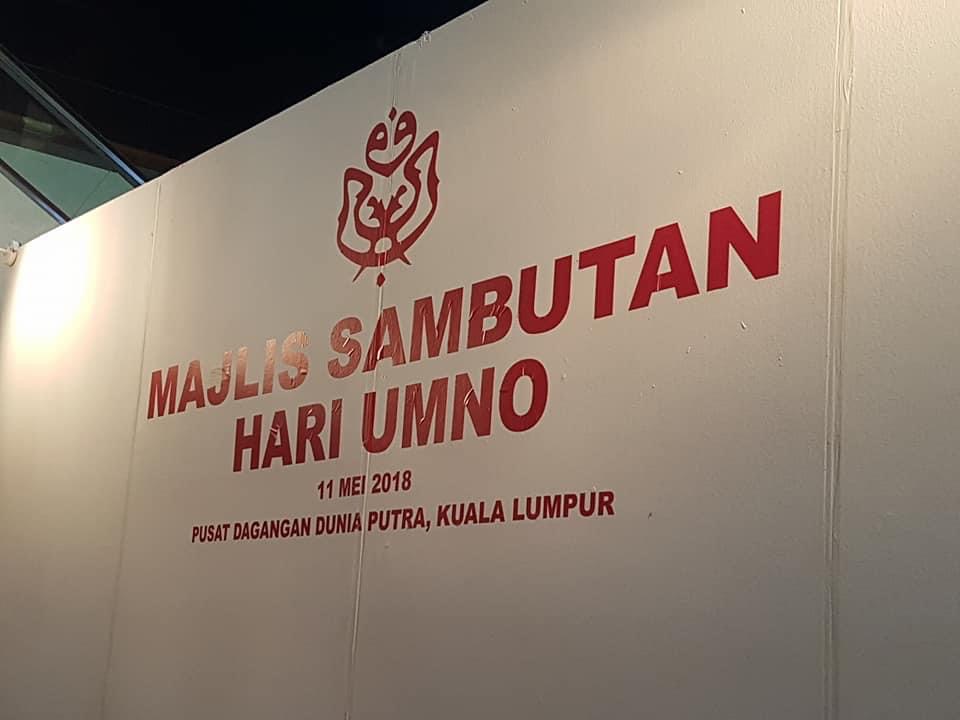 MAJLIS SAMBUTAN
HARI UMNO
11 MEI 2018
PUSAT DAGANGAN DUNIA PUTRA, KUALA LUMPUR